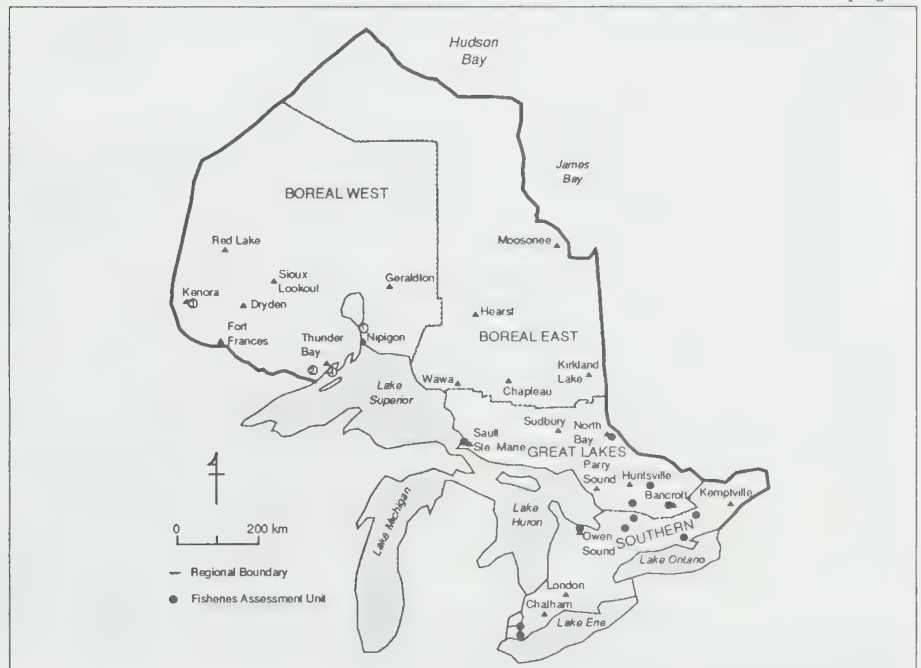 Hudson
Bay
James
Bay
BOREAL WEST
Red Lake
Moosonee
Sioux
Lookout
Geraldton
Kenora
Dryden
Hearst
Fort
Frances
Thunder
Bay
Nipigon
BOREAL EAST
Kirkland
Lake
Wawa
Chapleau
Lake
Superior
Sudbury
North
Bay
Sault
Ste Marie
GREAT LAKES
Parry
Sound
Huntsville
Bancroft
Kemptville
Lake
Huron
Owen
Sound
SOUTHERN
Lake Michigan
Lake Ontario
0 200 km
London
Chatham
Lake Erie
Regional Boundary
Fisheries Assessment Unit